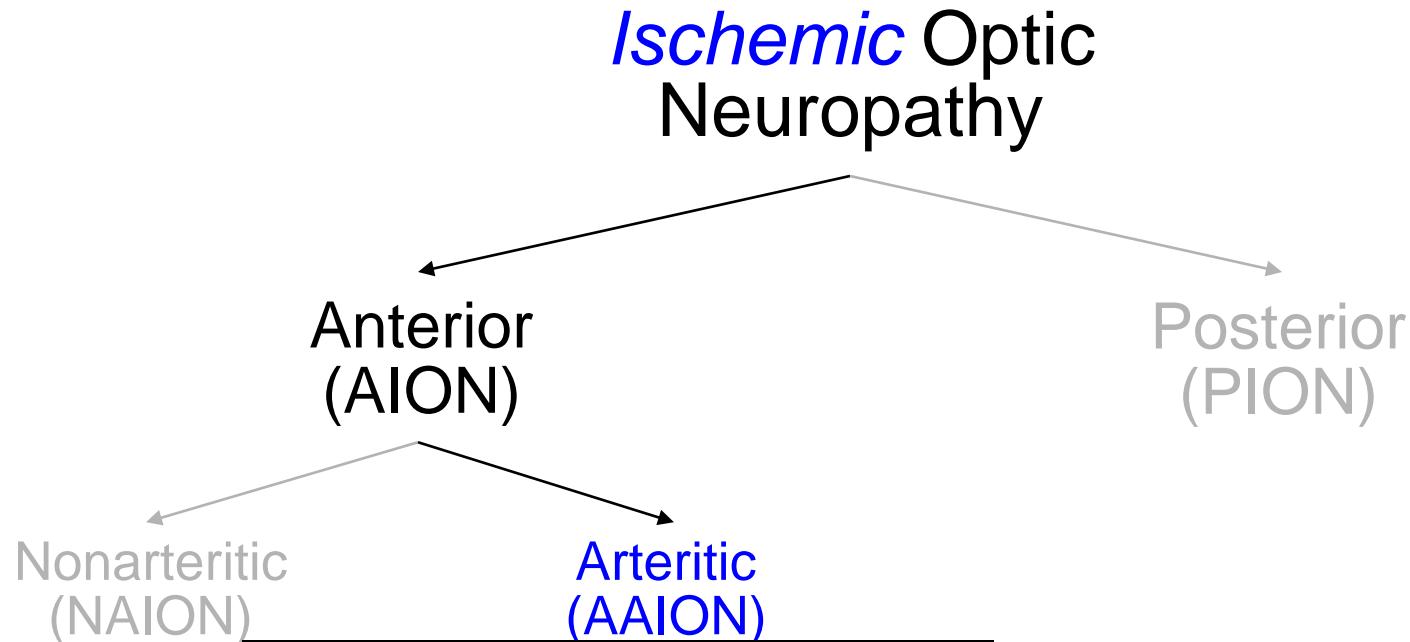 Ischemic Optic
Neuropathy
Anterior
(AION)
Posterior
(PION)
Nonarteritic
(NAION)
Arteritic
(AAION)